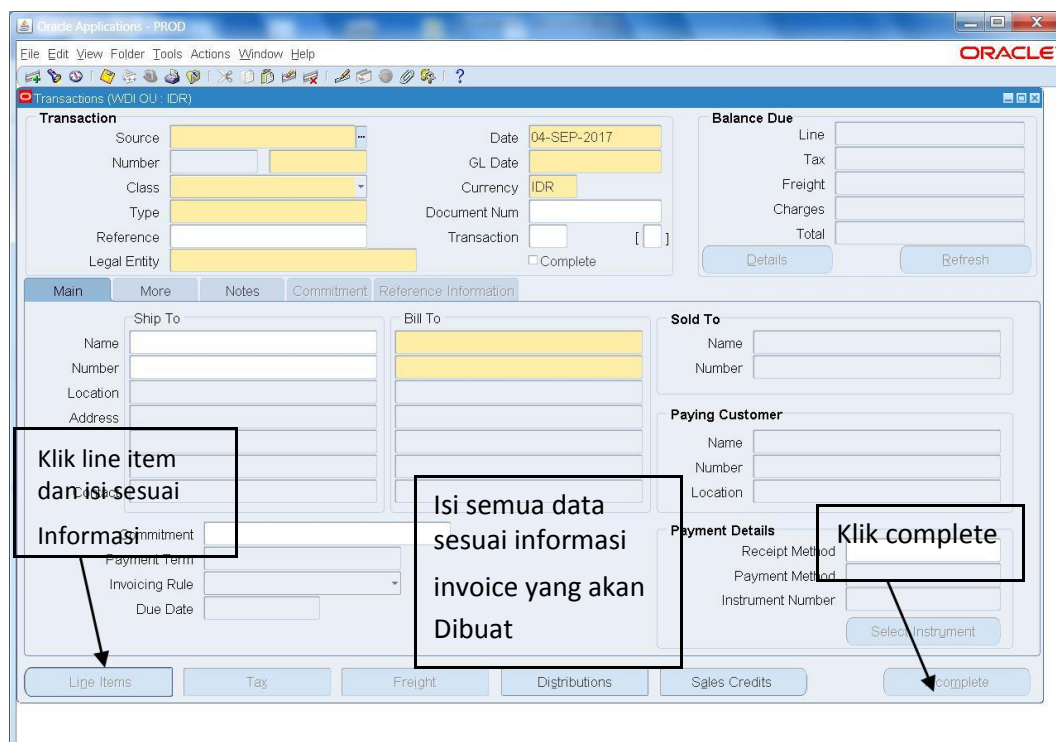 Oracle Applications - PROD
File Edit View Folder Tools Actions Window Help
ORACLE
Transactions (WDI OU : IDR)
Transaction
Source
Number
Class
Type
Reference
Legal Entity
Date 04-SEP-2017
GL Date
Currency IDR
Document Num
Transaction [ ]
Complete
Balance Due
Line
Tax
Freight
Charges
Total
Details Refresh
Main More Notes Commitment Reference Information
Ship To
Bill To
Name
Number
Location
Address
Contact
Sold To
Name
Number
Paying Customer
Name
Number
Location
Commitment
Payment Term
Invoicing Rule
Due Date
Payment Details
Receipt Method
Payment Method
Instrument Number
Select Instrument
Klik line item
dan isi sesuai
Informasi
Isi semua data
sesuai informasi
invoice yang akan
Dibuat
Klik complete
Line Items Tax Freight Distributions Sales Credits